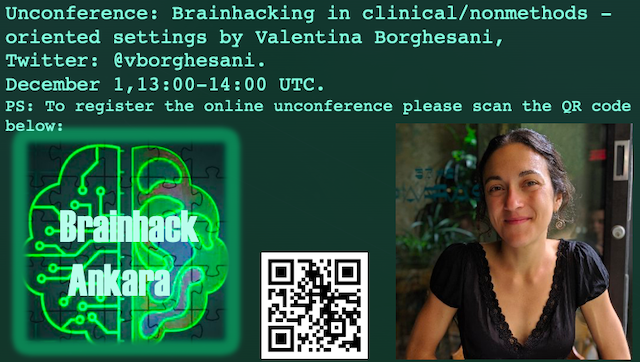 Unconference: Brainhacking in clinical/nonmethods -
oriented settings by Valentina Borghesani,
Twitter: @vborghesani.
December 1,13:00-14:00 UTC.
PS: To register the online unconference please scan the QR code
below:
Brainhack
Ankara